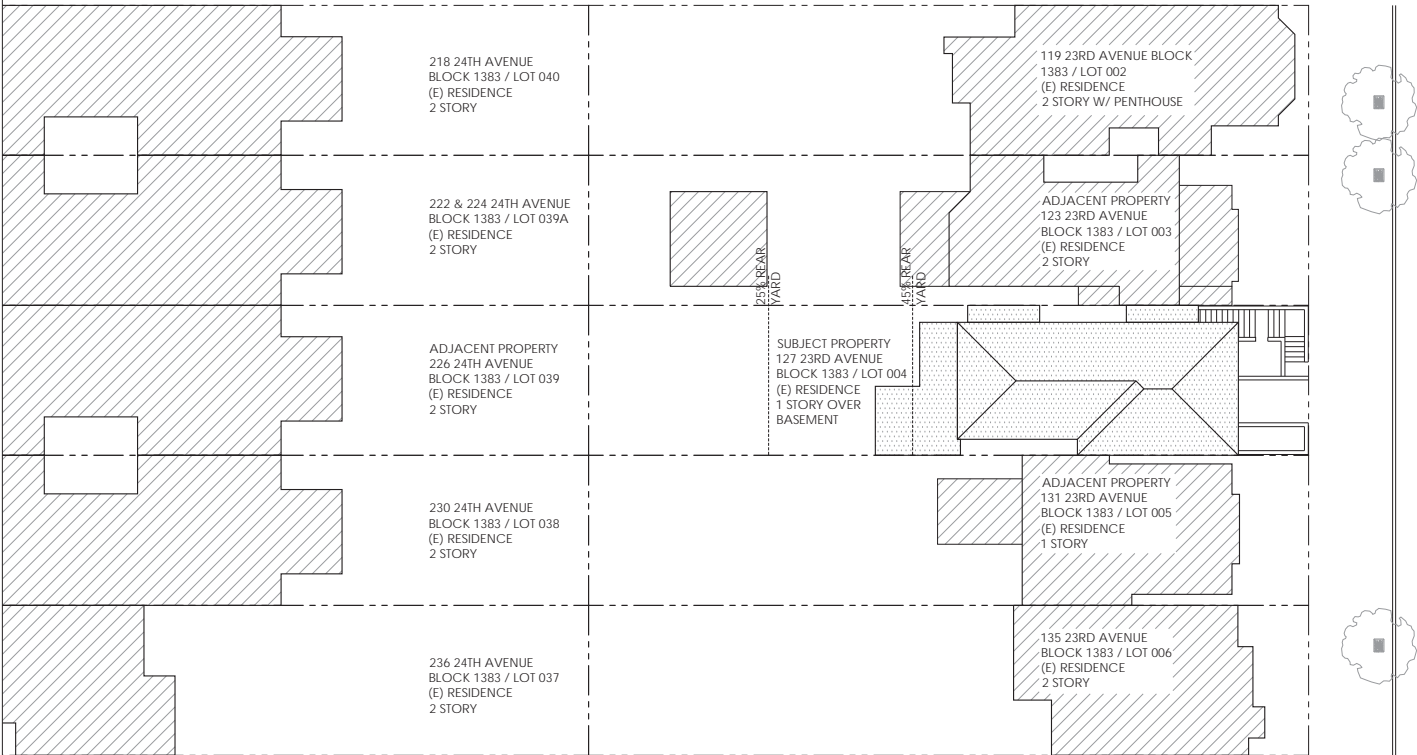 218 24TH AVENUE
BLOCK 1383 / LOT 040
(E) RESIDENCE
2 STORY
119 23RD AVENUE BLOCK
1383 / LOT 002
(E) RESIDENCE
2 STORY W/ PENTHOUSE
222 & 224 24TH AVENUE
BLOCK 1383 / LOT 039A
(E) RESIDENCE
2 STORY
ADJACENT PROPERTY
123 23RD AVENUE
BLOCK 1383 / LOT 003
(E) RESIDENCE
2 STORY
25% REAR
YARD
45% REAR
YARD
ADJACENT PROPERTY
226 24TH AVENUE
BLOCK 1383 / LOT 039
(E) RESIDENCE
2 STORY
SUBJECT PROPERTY
127 23RD AVENUE
BLOCK 1383 / LOT 004
(E) RESIDENCE
1 STORY OVER
BASEMENT
230 24TH AVENUE
BLOCK 1383 / LOT 038
(E) RESIDENCE
2 STORY
ADJACENT PROPERTY
131 23RD AVENUE
BLOCK 1383 / LOT 005
(E) RESIDENCE
1 STORY
236 24TH AVENUE
BLOCK 1383 / LOT 037
(E) RESIDENCE
2 STORY
135 23RD AVENUE
BLOCK 1383 / LOT 006
(E) RESIDENCE
2 STORY